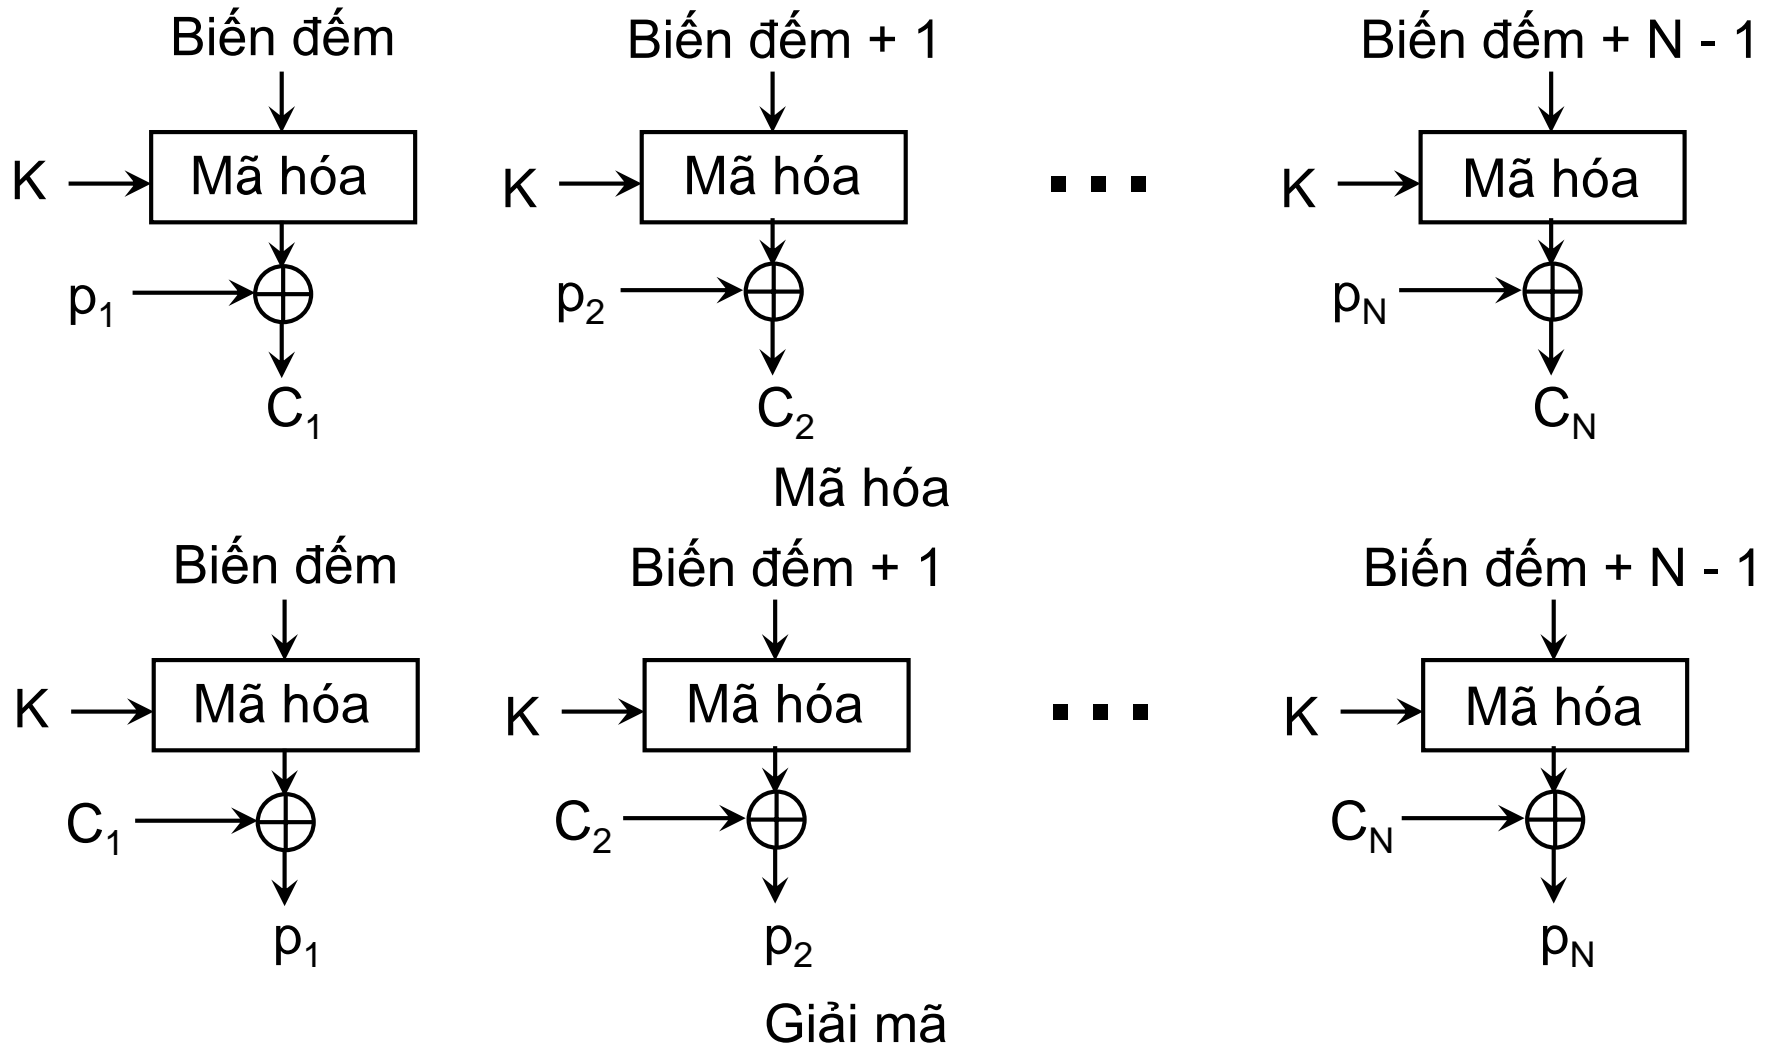 Biến đếm Biến đếm + 1 Biến đếm + N - 1
K Mã hóa K Mã hóa ... K Mã hóa
p1 p2 pN
C1 C2 CN
Mã hóa
Biến đếm Biến đếm + 1 Biến đếm + N - 1
K Mã hóa K Mã hóa ... K Mã hóa
C1 C2 CN
p1 p2 pN
Giải mã